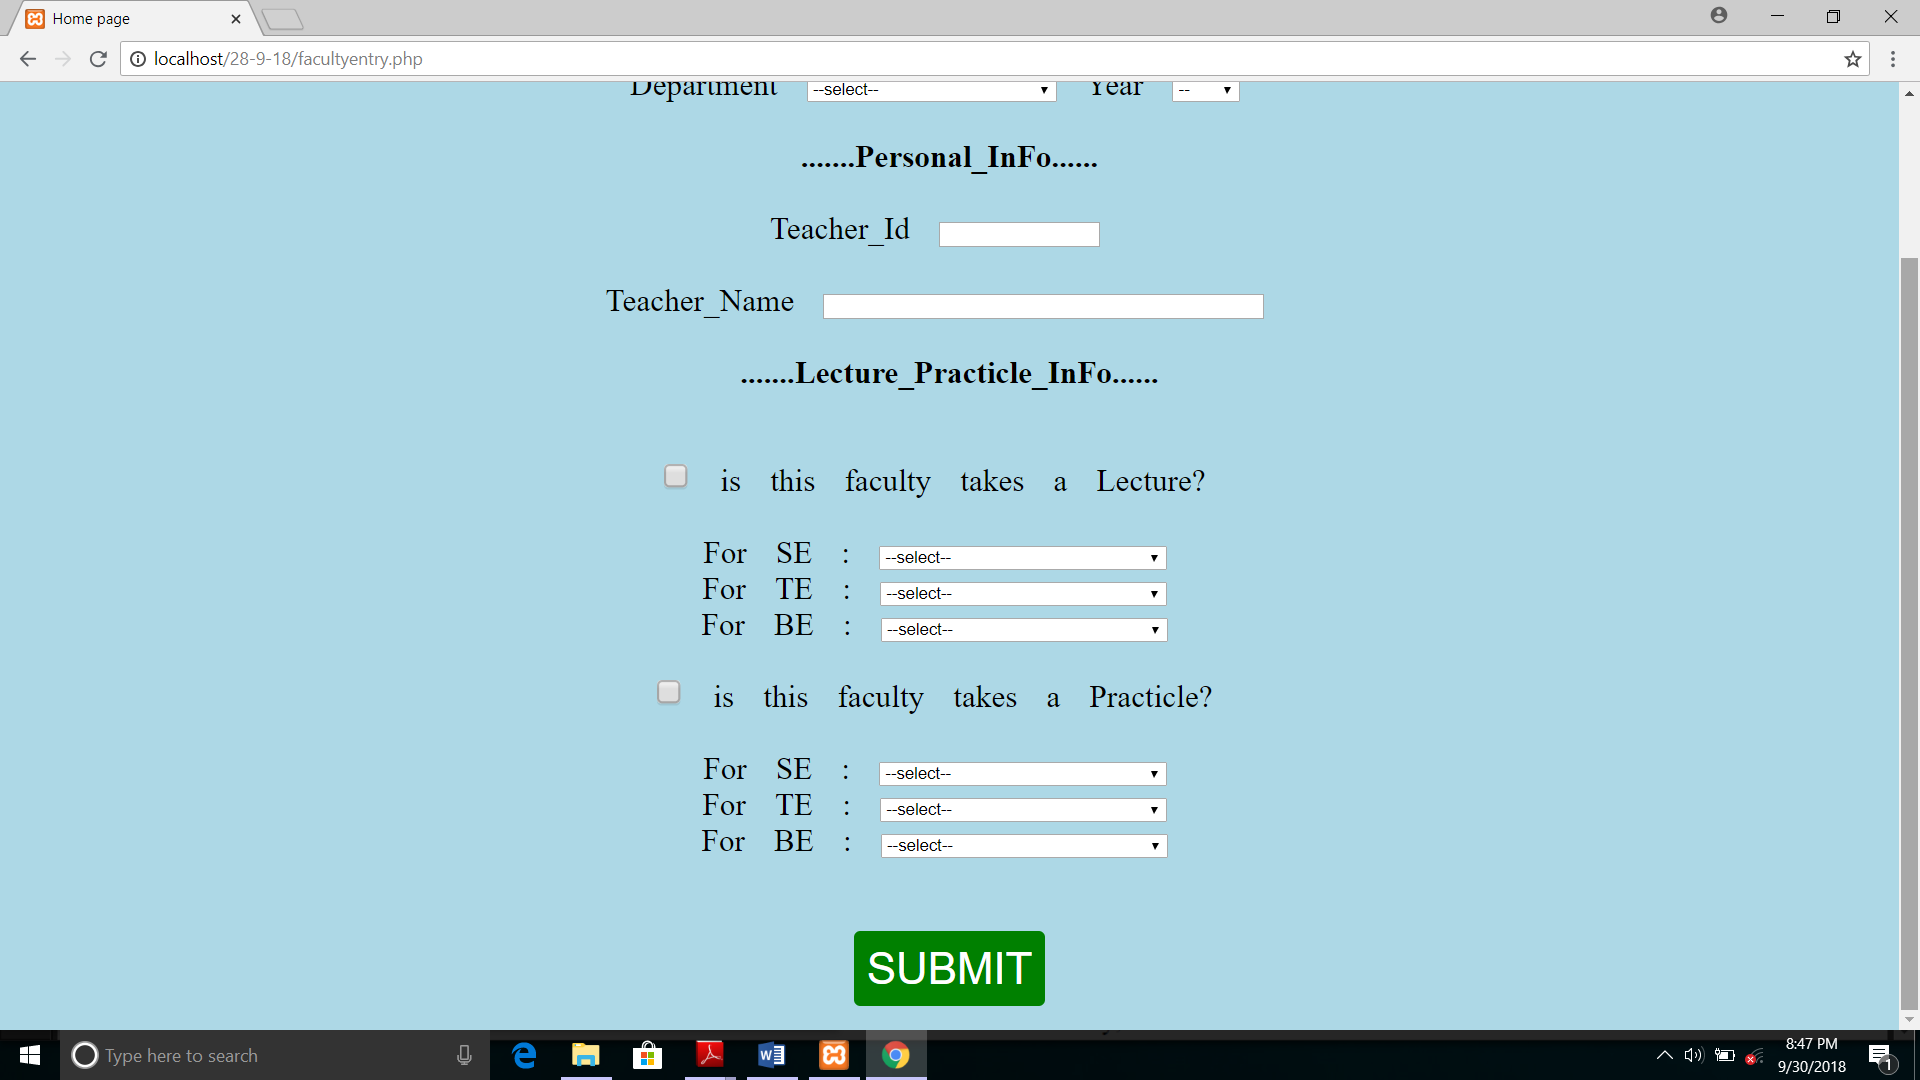 Home page
localhost/28-9-18/facultyentry.php
Department --select-- Year --
.......Personal_InFo......
Teacher_Id
Teacher_Name
.......Lecture_Practicle_InFo......
is this faculty takes a Lecture?
For SE : --select--
For TE : --select--
For BE : --select--
is this faculty takes a Practicle?
For SE : --select--
For TE : --select--
For BE : --select--
SUBMIT
Type here to search
8:47 PM
9/30/2018
1